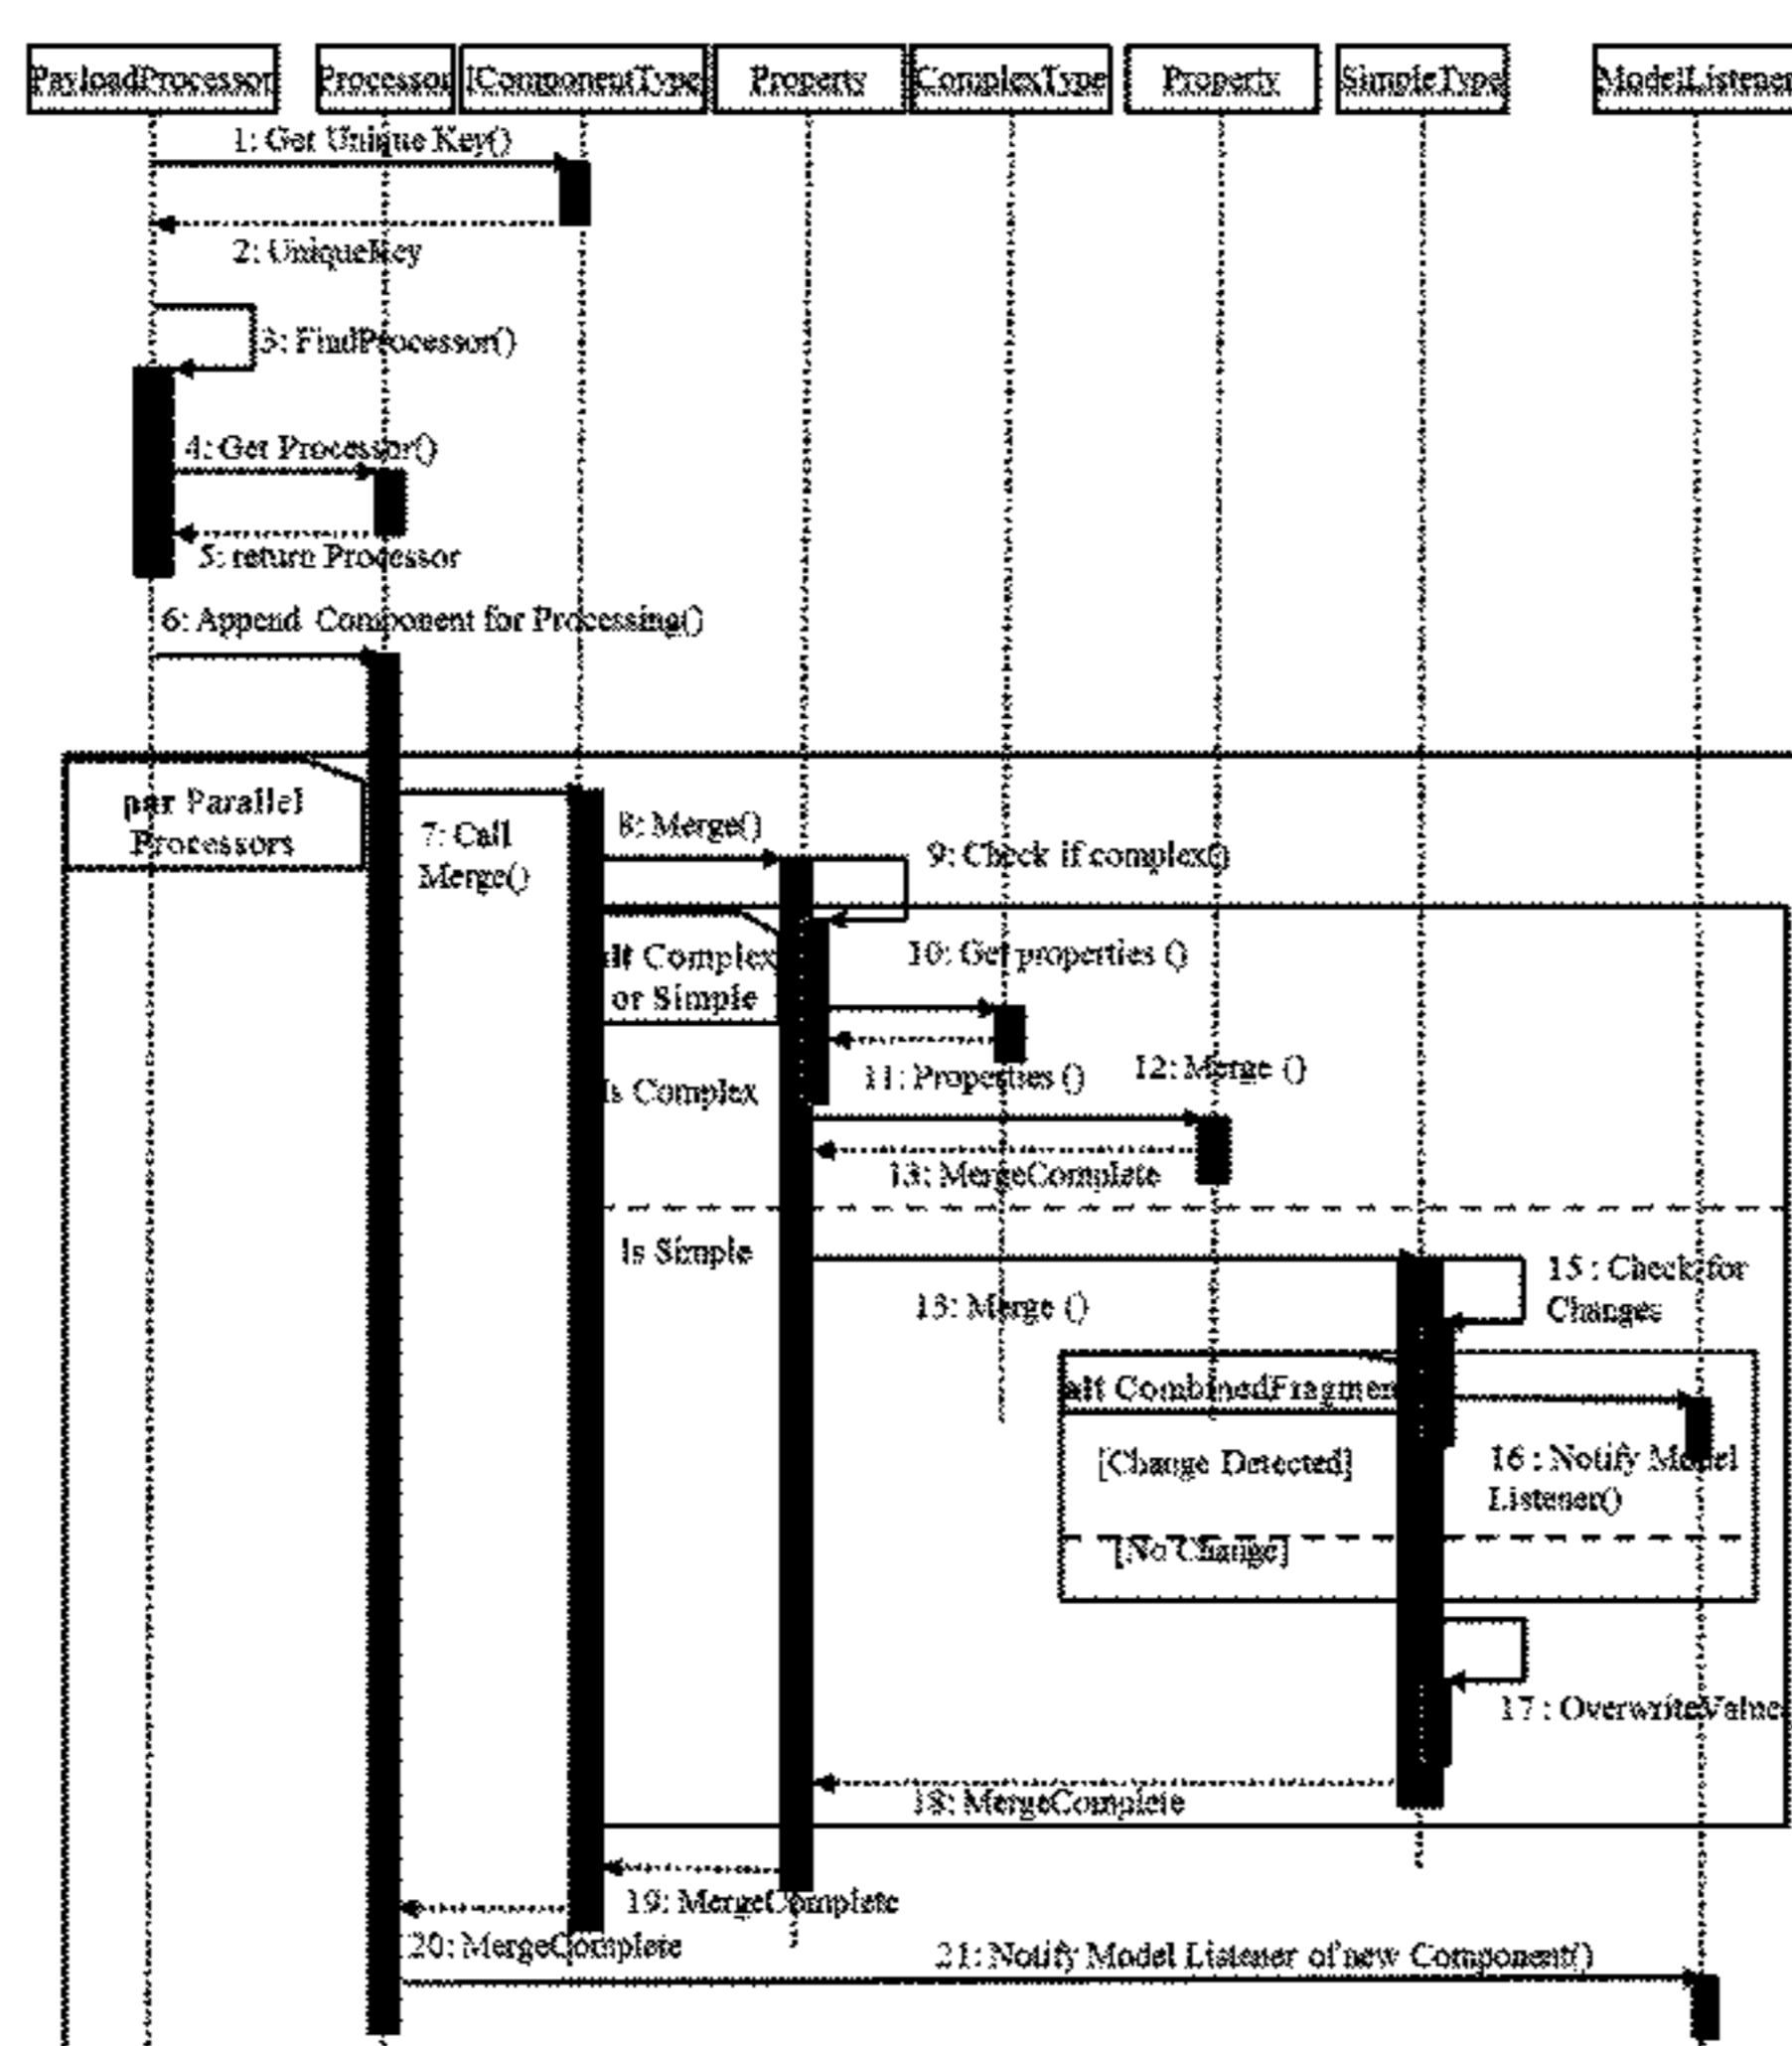 PayloadProcessor Processor IComponentType Property ComplexType Property SimpleType ModelListener
1: Get Unique Key()
2: UniqueKey
3: FindProcessor()
4: Get Processor()
5: return Processor
6: Append Component for Processing()
par Parallel
Processors
7: Call
Merge()
8: Merge()
9: Check if complex()
alt Complex
or Simple
10: Get properties ()
11: Properties ()
12: Merge ()
Is Complex
13: MergeComplete
Is Simple
13: Merge ()
15 : Check for
Changes
alt CombinedFragmen
[Change Detected]
16 : Notify Model
Listener()
[No Change]
17 : OverwriteValue
18: MergeComplete
19: MergeComplete
20: MergeComplete
21: Notify Model Listener of new Component()